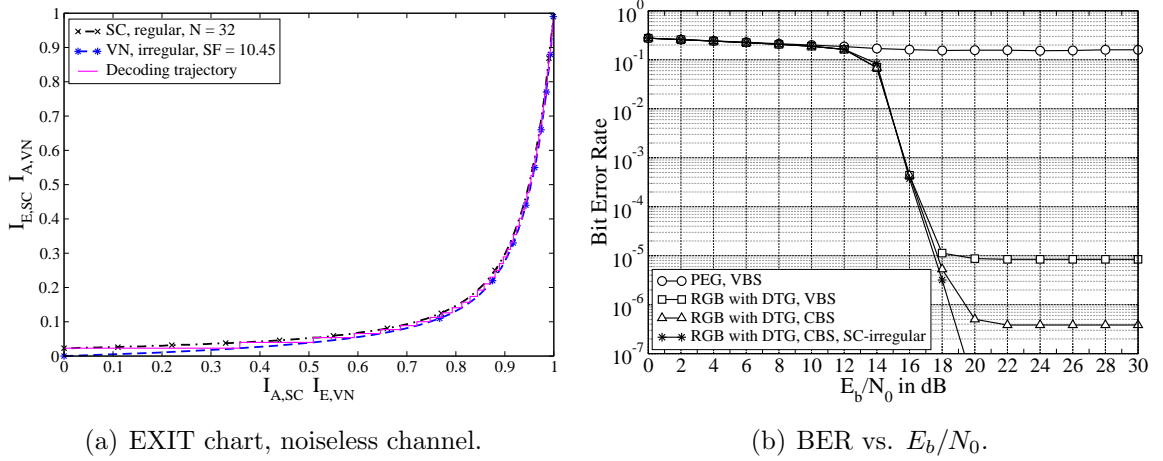 1
0.9
0.8
0.7
0.6
0.5
0.4
0.3
0.2
0.1
0
I_{E,SC} I_{A,VN}
SC, regular, N = 32
VN, irregular, SF = 10.45
Decoding trajectory
0 0.1 0.2 0.3 0.4 0.5 0.6 0.7 0.8 0.9 1
I_{A,SC} I_{E,VN}
(a) EXIT chart, noiseless channel.
10^0
10^-1
10^-2
10^-3
10^-4
10^-5
10^-6
10^-7
Bit Error Rate
PEG, VBS
RGB with DTG, VBS
RGB with DTG, CBS
RGB with DTG, CBS, SC-irregular
0 2 4 6 8 10 12 14 16 18 20 22 24 26 28 30
E_b/N_0 in dB
(b) BER vs. E_b/N_0.